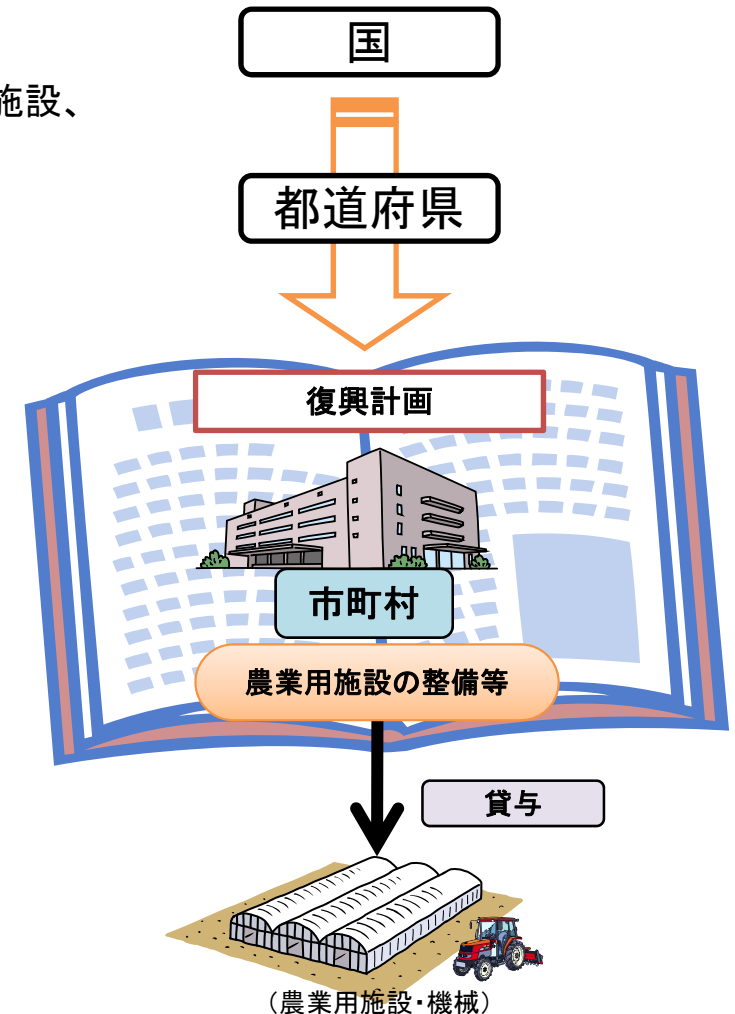 国
施設、
都道府県
復興計画
市町村
農業用施設の整備等
貸与
（農業用施設・機械）